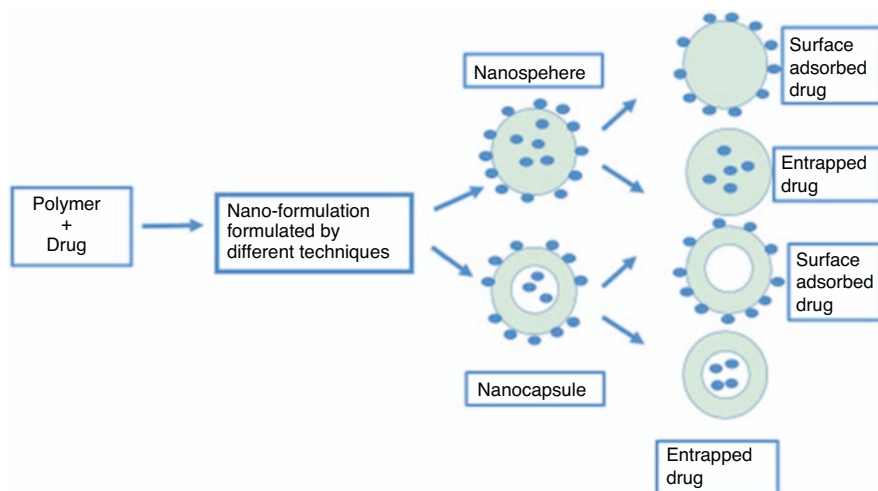 Polymer
+
Drug
Nano-formulation
formulated by
different techniques
Nanospehere
Nanocapsule
Surface
adsorbed
drug
Entrapped
drug
Surface
adsorbed
drug
Entrapped
drug